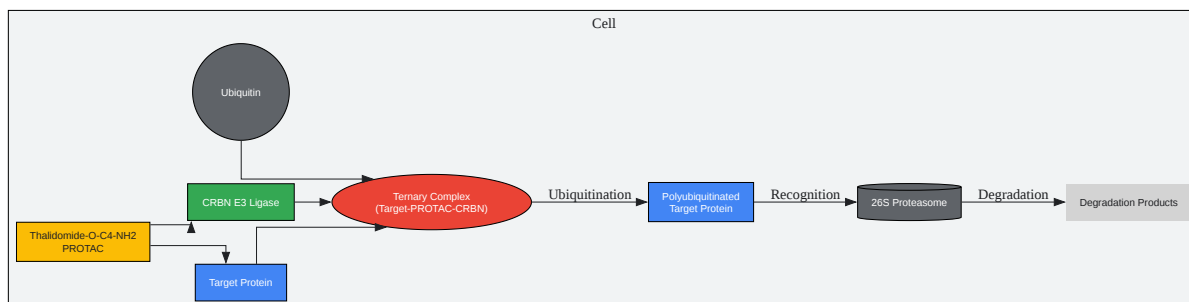 Cell
Ubiquitin
CRBN E3 Ligase
Thalidomide-O-C4-NH2
PROTAC
Target Protein
Ternary Complex
(Target-PROTAC-CRBN)
Ubiquitination
Polyubiquitinated
Target Protein
Recognition
26S Proteasome
Degradation
Degradation Products